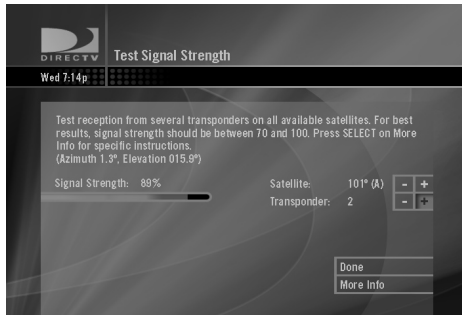 DIRECTV
Test Signal Strength
Wed 7:14p
Test reception from several transponders on all available satellites. For best
results, signal strength should be between 70 and 100. Press SELECT on More
Info for specific instructions.
(Azimuth 1.3°, Elevation 015.9°)
Signal Strength: 89%
Satellite: 101° (A) - +
Transponder: 2 - +
Done
More Info